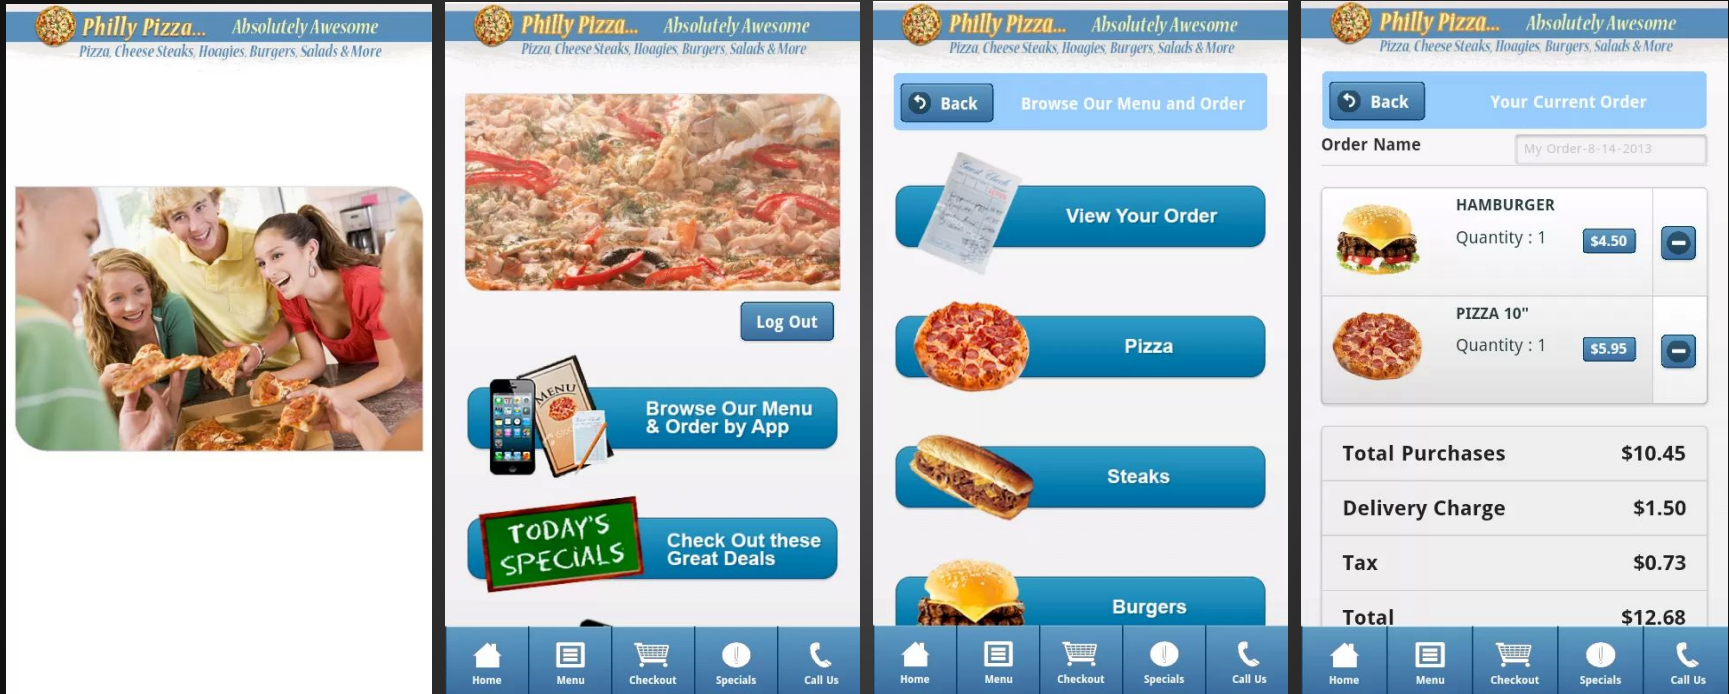 Philly Pizza... Absolutely Awesome
Pizza, Cheese Steaks, Hoagies, Burgers, Salads & More
Philly Pizza... Absolutely Awesome
Pizza, Cheese Steaks, Hoagies, Burgers, Salads & More
Log Out
MENU
Guest Check
Browse Our Menu
& Order by App
TODAY'S
SPECIALS
Check Out these
Great Deals
Home
Menu
Checkout
Specials
Call Us
Philly Pizza... Absolutely Awesome
Pizza, Cheese Steaks, Hoagies, Burgers, Salads & More
Back
Browse Our Menu and Order
Guest Check
View Your Order
Pizza
Steaks
Burgers
Home
Menu
Checkout
Specials
Call Us
Philly Pizza... Absolutely Awesome
Pizza, Cheese Steaks, Hoagies, Burgers, Salads & More
Back
Your Current Order
Order Name
My Order-8-14-2013
HAMBURGER
Quantity : 1
$4.50
PIZZA 10"
Quantity : 1
$5.95
Total Purchases $10.45
Delivery Charge $1.50
Tax $0.73
Total $12.68
Home
Menu
Checkout
Specials
Call Us